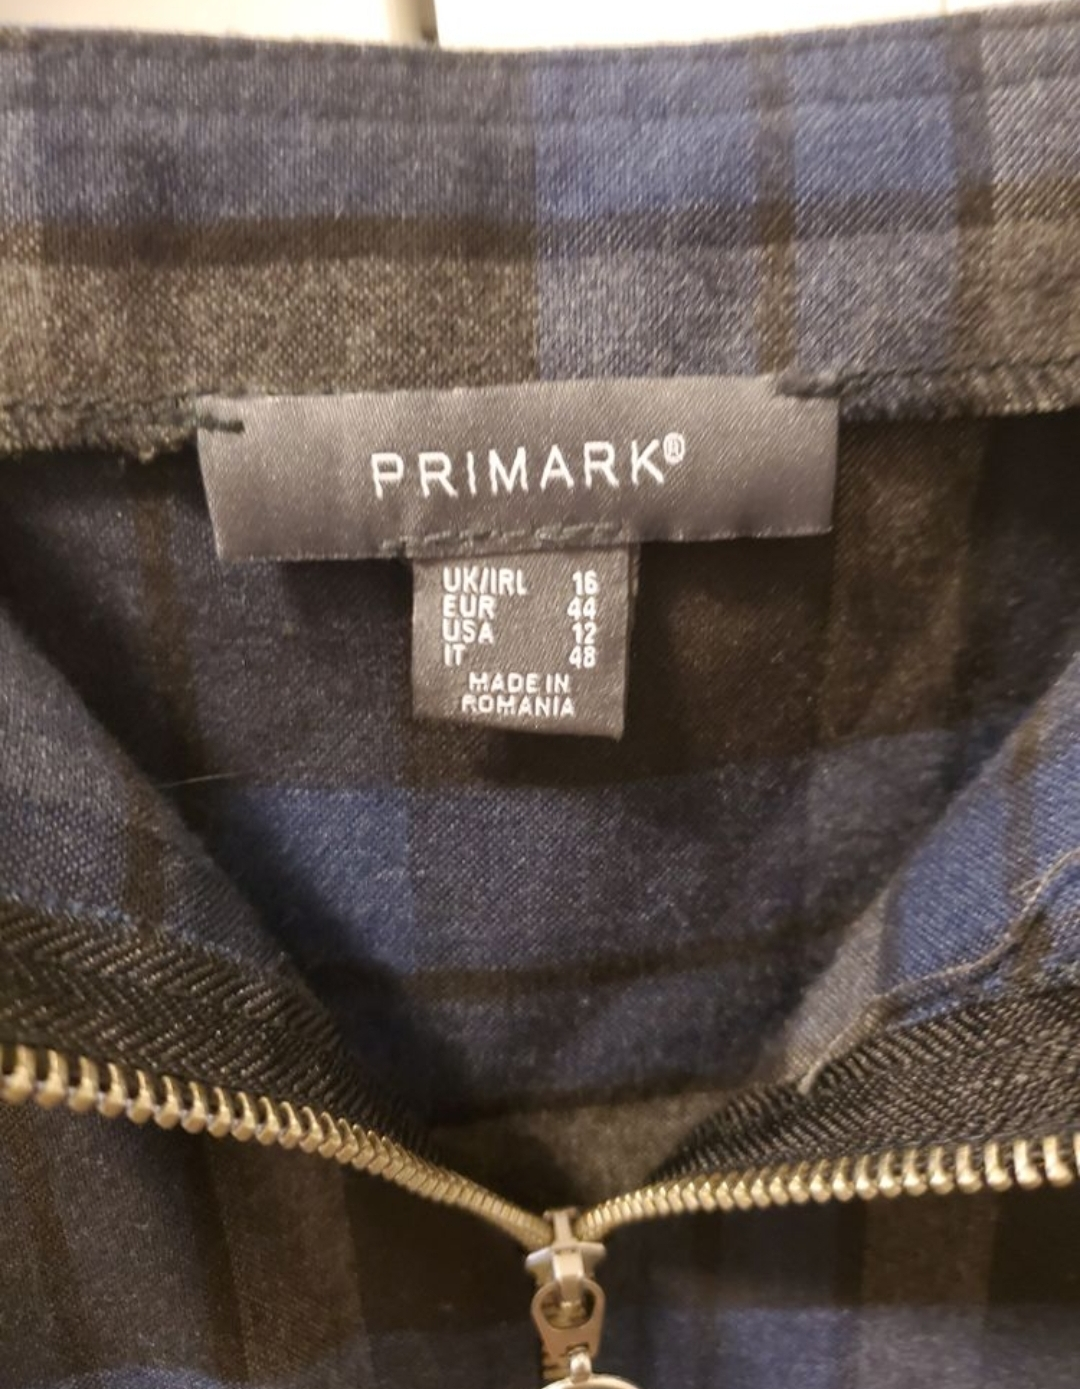 PRIMARK®
UK/IRL 16
EUR 44
USA 12
IT 48
MADE IN
ROMANIA